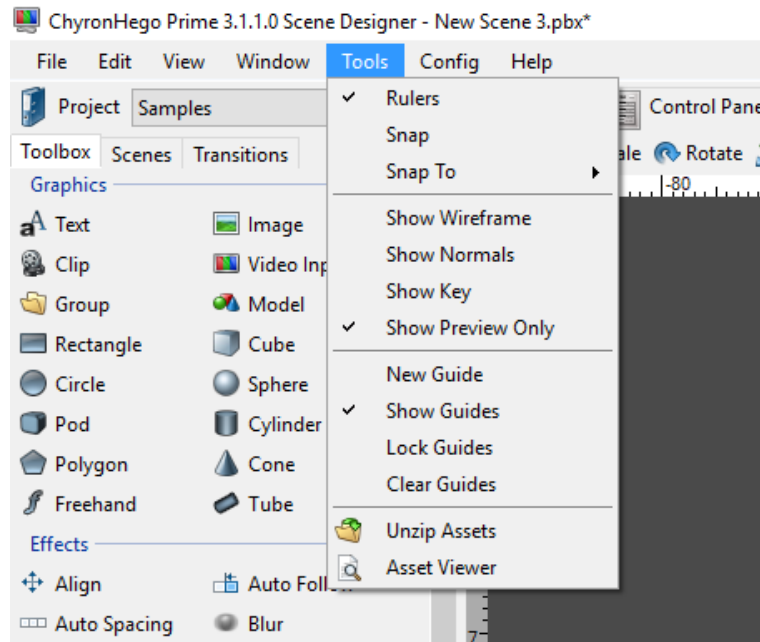 ChyronHego Prime 3.1.1.0 Scene Designer - New Scene 3.pbx*
File Edit View Window Tools Config Help
Project Samples
Control Pane
Toolbox Scenes Transitions
Rotate
-80
Rulers
Snap
Snap To
Show Wireframe
Show Normals
Show Key
Show Preview Only
New Guide
Show Guides
Lock Guides
Clear Guides
Unzip Assets
Asset Viewer
Graphics
Text Image
Clip Video Inp
Group Model
Rectangle Cube
Circle Sphere
Pod Cylinder
Polygon Cone
Freehand Tube
Effects
Align Auto Follow
Auto Spacing Blur
7